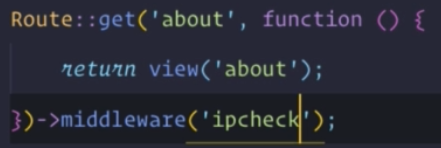 Route::get('about', function () {
return view('about');
})->middleware('ipcheck');